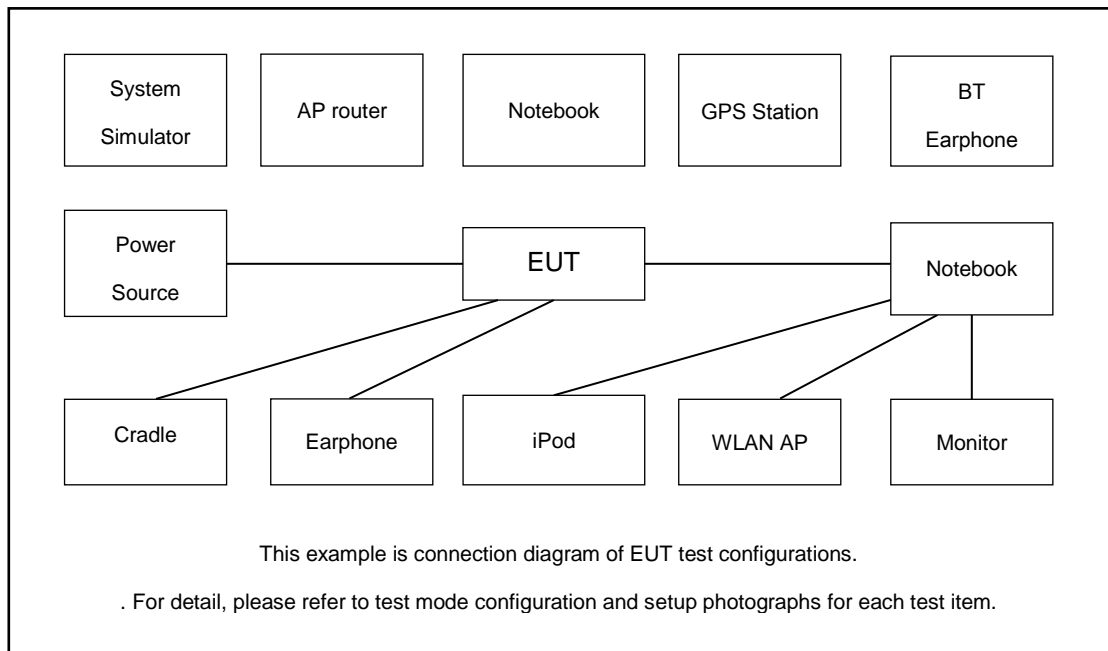 System
Simulator
AP router
Notebook
GPS Station
BT
Earphone
Power
Source
EUT
Notebook
Cradle
Earphone
iPod
WLAN AP
Monitor
This example is connection diagram of EUT test configurations.
. For detail, please refer to test mode configuration and setup photographs for each test item.